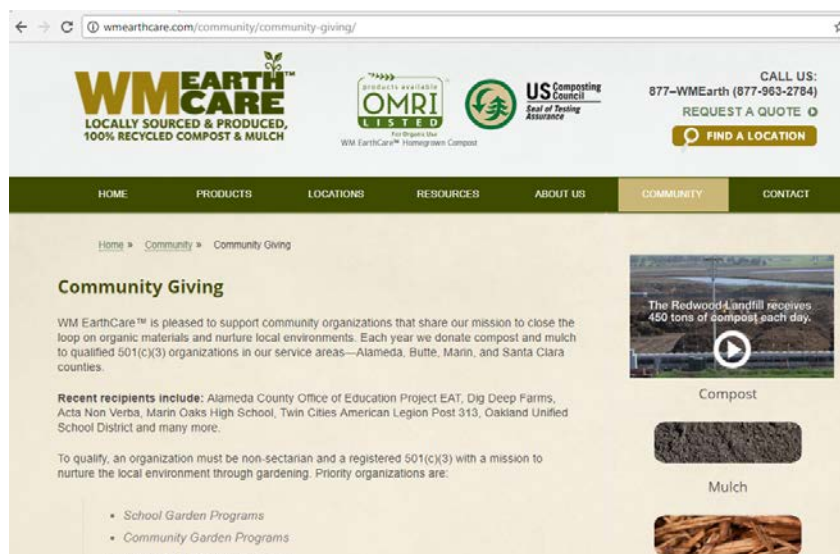 wmearthcare.com/community/community-giving/
WM EARTH CARE™
LOCALLY SOURCED & PRODUCED,
100% RECYCLED COMPOST & MULCH
products available
OMRI
LISTED
For Organic Use
WM EarthCare™ Homegrown Compost
US Composting
Council
Seal of Testing
Assurance
CALL US:
877–WMEarth (877-963-2784)
REQUEST A QUOTE
FIND A LOCATION
HOME PRODUCTS LOCATIONS RESOURCES ABOUT US COMMUNITY CONTACT
Home » Community » Community Giving
Community Giving
WM EarthCare™ is pleased to support community organizations that share our mission to close the
loop on organic materials and nurture local environments. Each year we donate compost and mulch
to qualified 501(c)(3) organizations in our service areas—Alameda, Butte, Marin, and Santa Clara
counties.
Recent recipients include: Alameda County Office of Education Project EAT, Dig Deep Farms,
Acta Non Verba, Marin Oaks High School, Twin Cities American Legion Post 313, Oakland Unified
School District and many more.
To qualify, an organization must be non-sectarian and a registered 501(c)(3) with a mission to
nurture the local environment through gardening. Priority organizations are:
• School Garden Programs
• Community Garden Programs
The Redwood Landfill receives
450 tons of compost each day.
Compost
Mulch